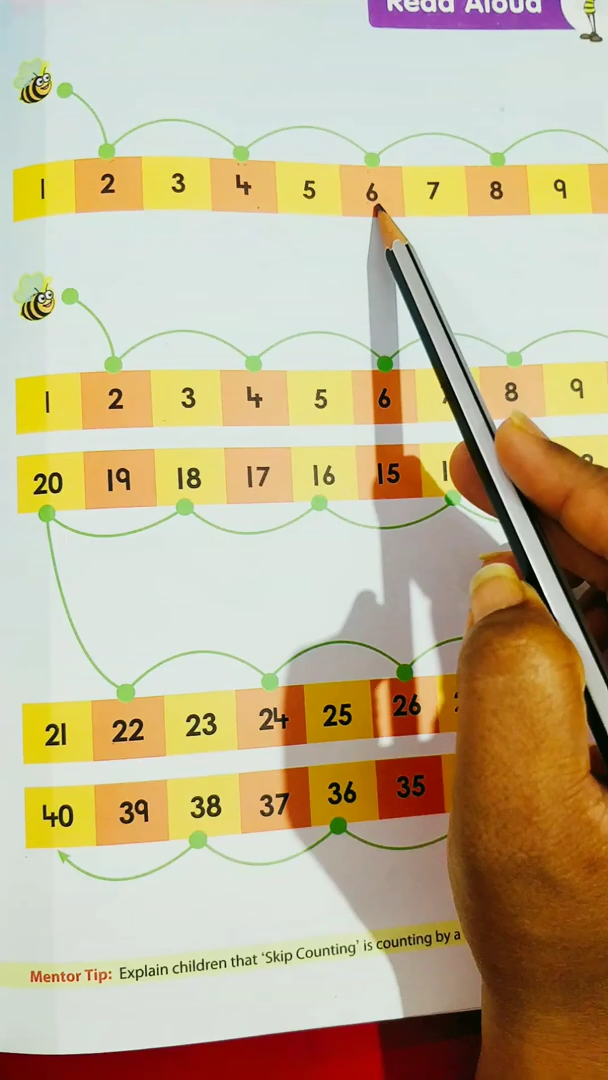 Read Aloud
1 2 3 4 5 6 7 8 9
1 2 3 4 5 6 8 9
20 19 18 17 16 15
21 22 23 24 25 26
40 39 38 37 36 35
Mentor Tip: Explain children that ‘Skip Counting’ is counting by a